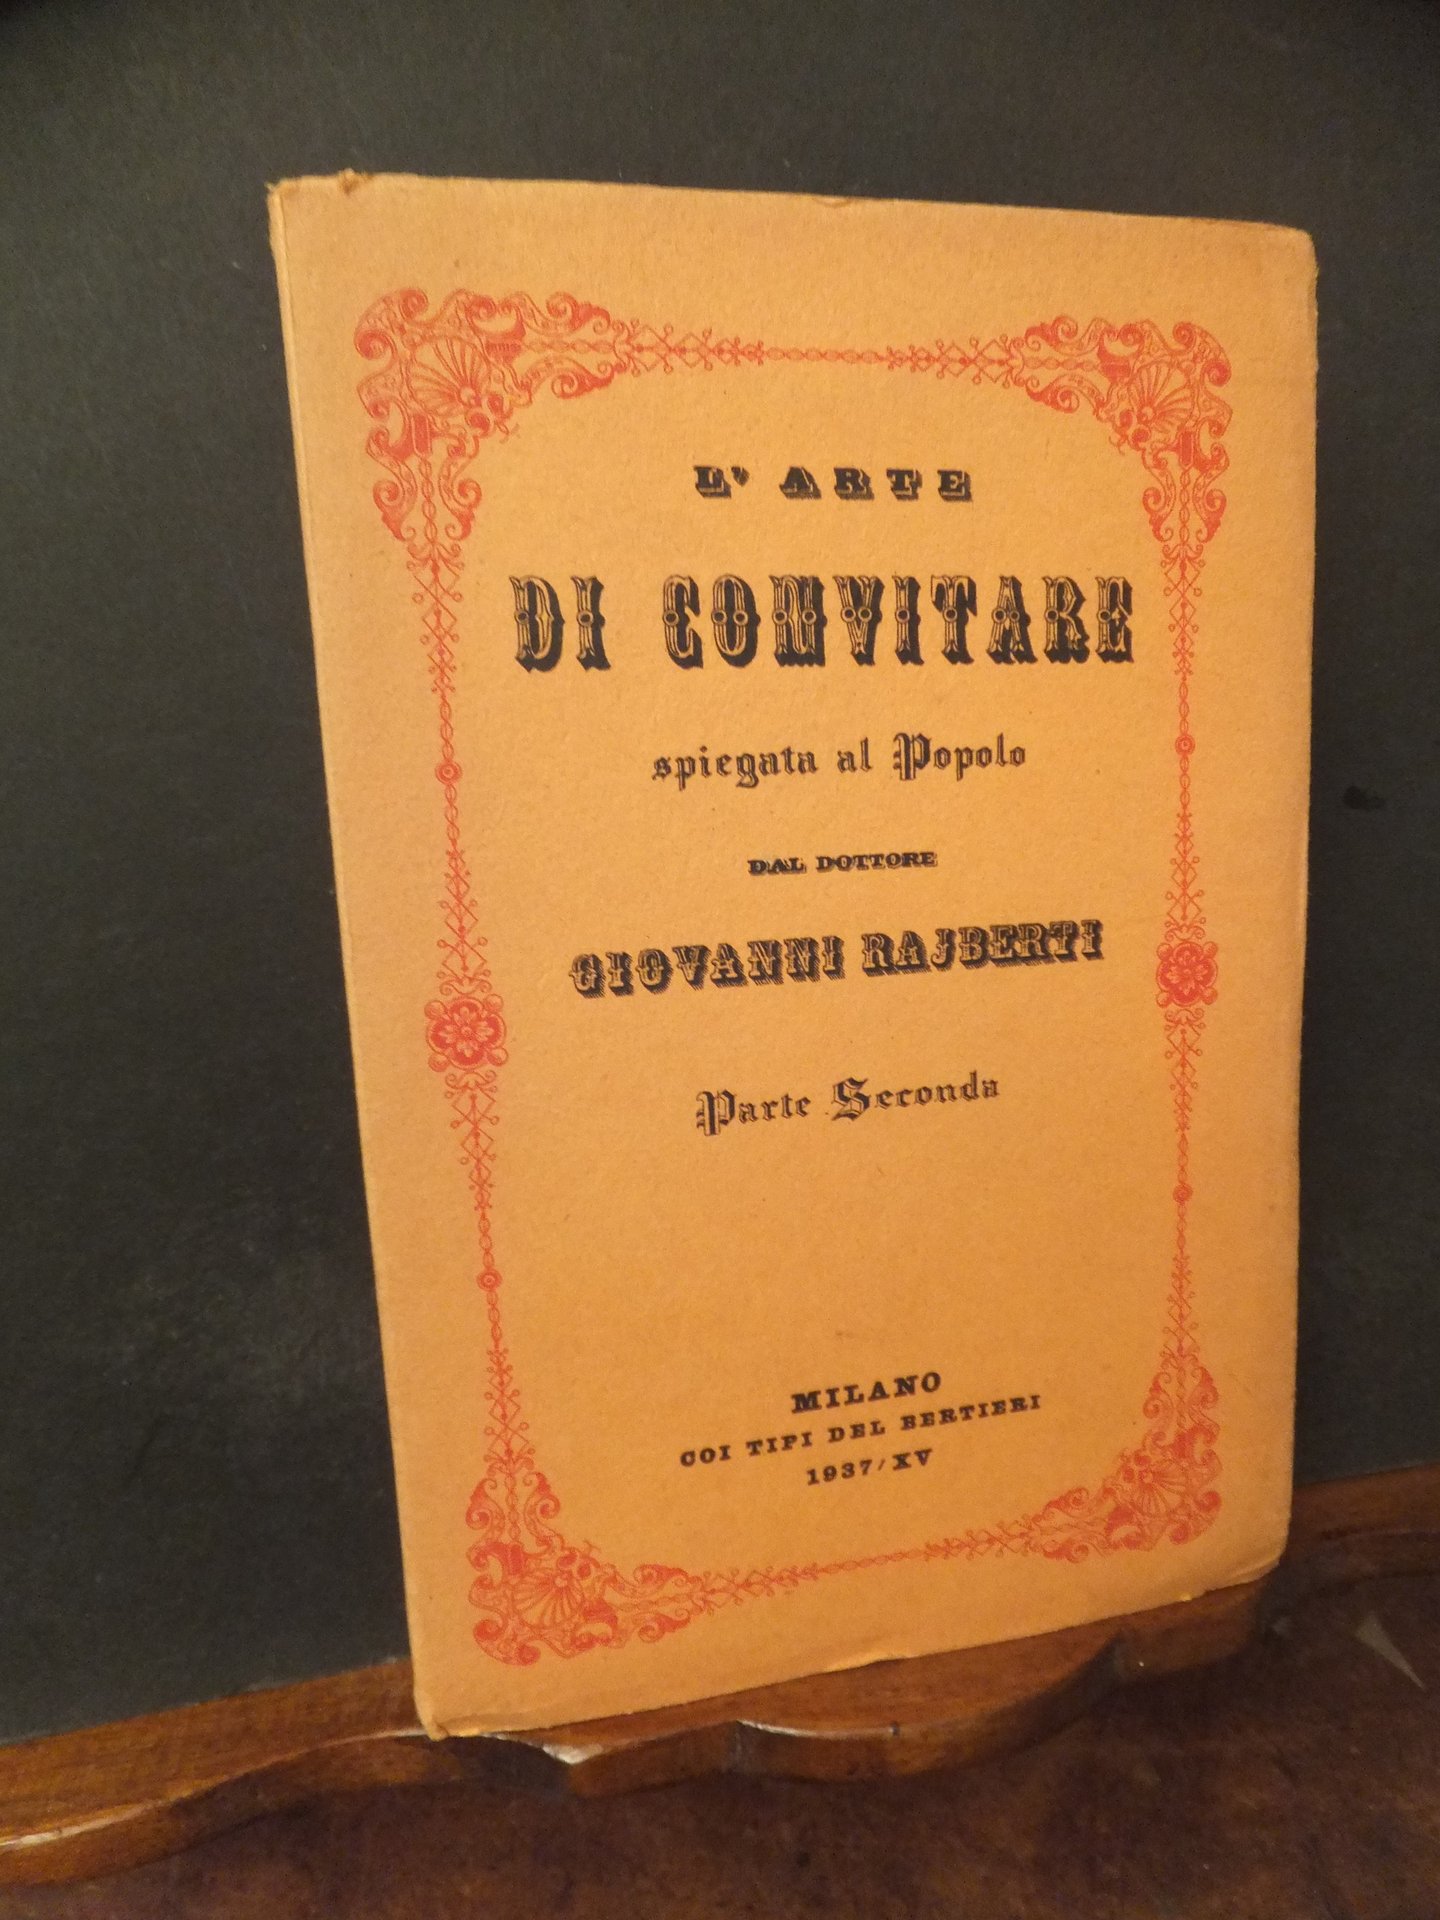 L' ARTE
DI CONVITARE
spiegata al Popolo
DAL DOTTORE
GIOVANNI RAJBERTI
Parte Seconda
MILANO
COI TIPI DEL BERTIERI
1937/XV